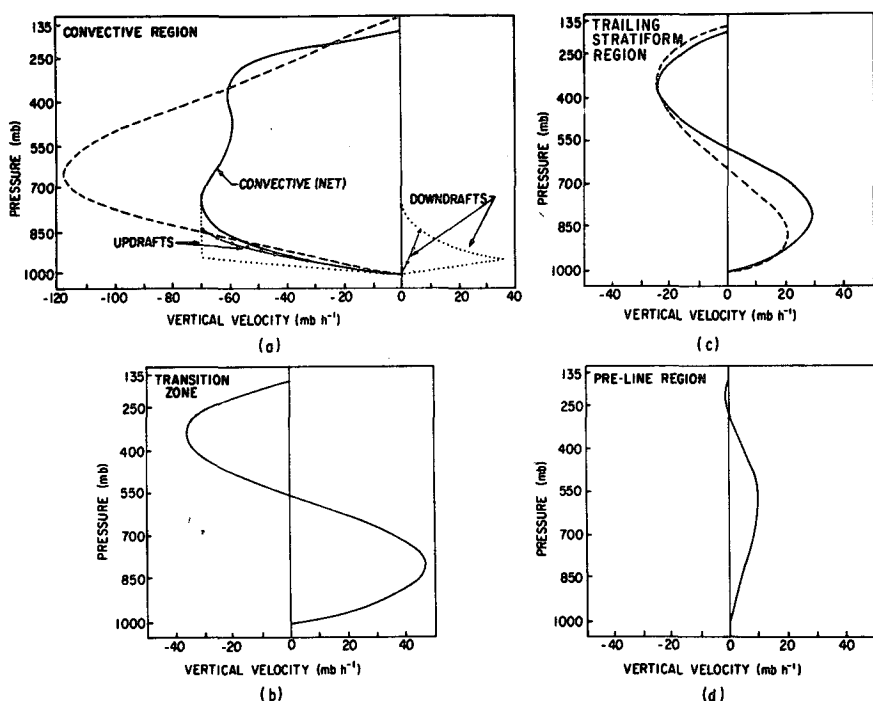 CONVECTIVE REGION
135
250
400
550
700
850
1000
PRESSURE (mb)
CONVECTIVE (NET)
DOWNDRAFTS
UPDRAFTS
-120
-100
-80
-60
-40
-20
0
20
40
VERTICAL VELOCITY (mb h⁻¹)
(a)
TRAILING
STRATIFORM
REGION
135
250
400
550
700
850
1000
PRESSURE (mb)
-40
-20
0
20
40
VERTICAL VELOCITY (mb h⁻¹)
(c)
TRANSITION
ZONE
135
250
400
550
700
850
1000
PRESSURE (mb)
-40
-20
0
20
40
VERTICAL VELOCITY (mb h⁻¹)
(b)
PRE-LINE REGION
135
250
400
550
700
850
1000
PRESSURE (mb)
-40
-20
0
20
40
VERTICAL VELOCITY (mb h⁻¹)
(d)